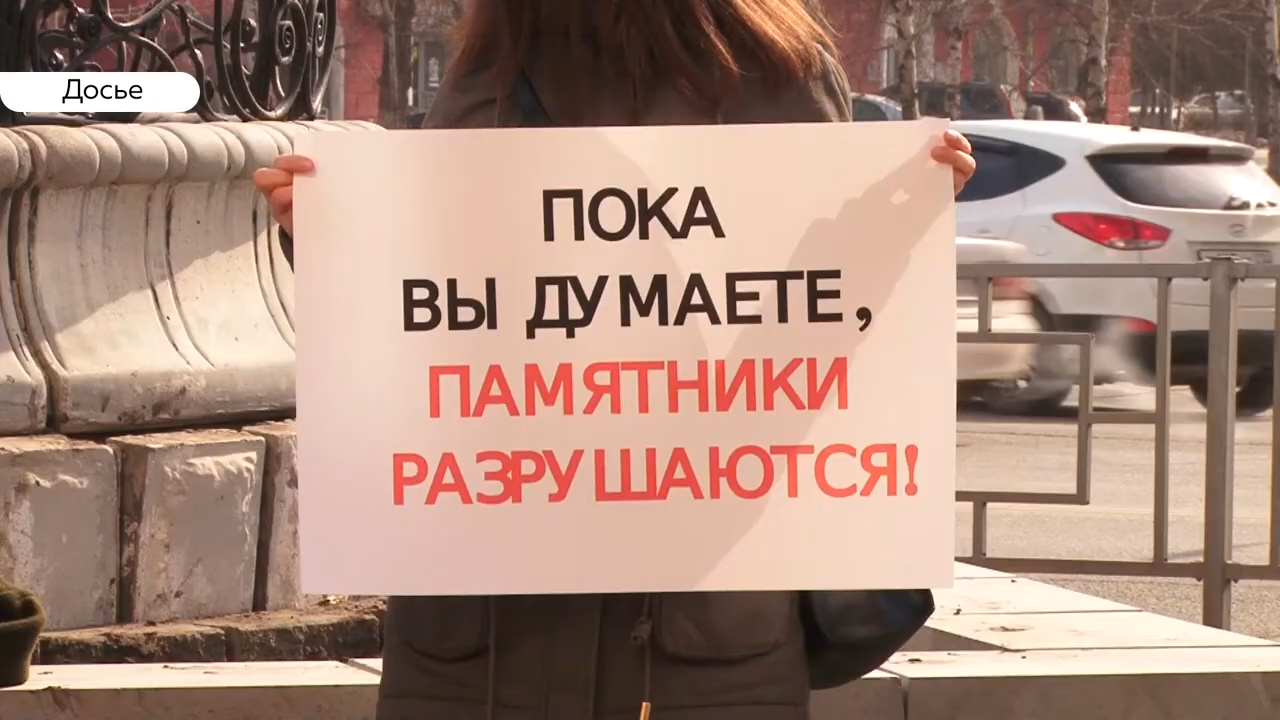 Досье
ПОКА
ВЫ ДУМАЕТЕ,
ПАМЯТНИКИ
РАЗРУШАЮТСЯ!